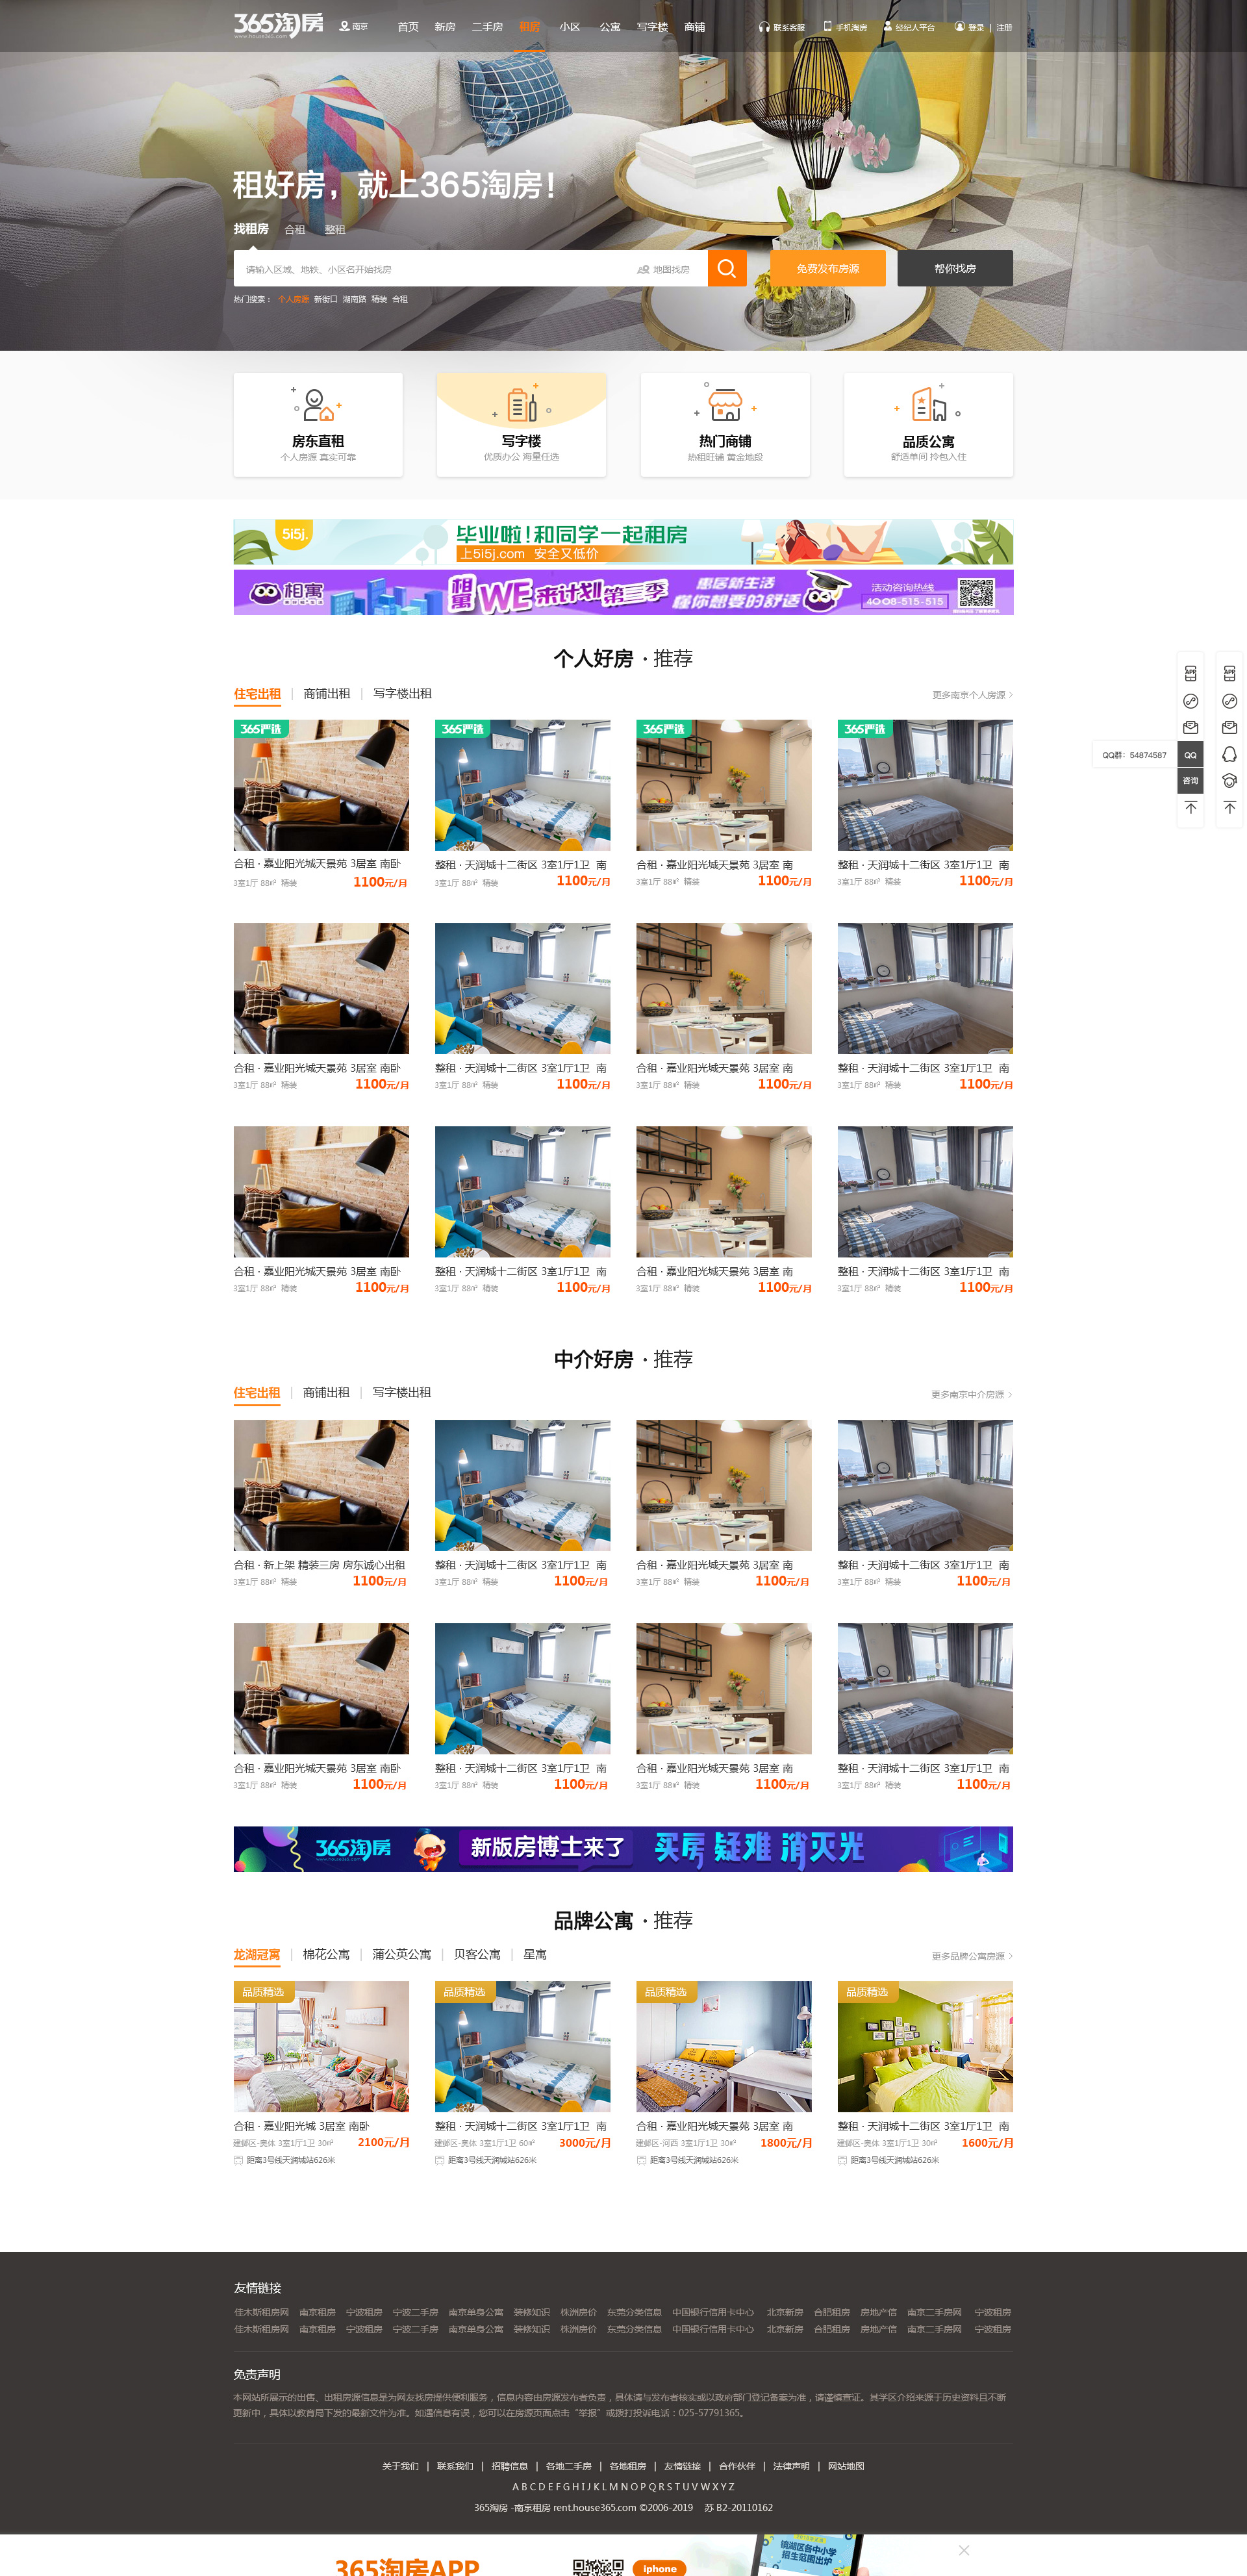 365淘房
www.house365.com
南京 首页 新房 二手房 租房 小区 公寓 写字楼 商铺 联系客服 手机淘房 经纪人平台 登录 | 注册
租好房，就上365淘房！
找租房 合租 整租
请输入区域、地铁、小区名开始找房 地图找房 免费发布房源 帮你找房
热门搜索： 个人房源 新街口 湖南路 精装 合租
房东直租 写字楼 热门商铺 品质公寓
个人房源 真实可靠 优质办公 海量任选 热租旺铺 黄金地段 舒适单间 拎包入住
5i5j. 毕业啦！和同学一起租房
上5i5j.com 安全又低价
相寓 相寓WE来计划第三季 惠居新生活 懂你想要的舒适 活动咨询热线
4008-515-515
个人好房 · 推荐
住宅出租 | 商铺出租 | 写字楼出租 更多南京个人房源 >
365严选 365严选 365严选 365严选
合租 · 嘉业阳光城天景苑 3居室 南卧 整租 · 天润城十二街区 3室1厅1卫 南 合租 · 嘉业阳光城天景苑 3居室 南 整租 · 天润城十二街区 3室1厅1卫 南
3室1厅 88㎡ 精装 1100元/月 3室1厅 88㎡ 精装 1100元/月 3室1厅 88㎡ 精装 1100元/月 3室1厅 88㎡ 精装 1100元/月
合租 · 嘉业阳光城天景苑 3居室 南卧 整租 · 天润城十二街区 3室1厅1卫 南 合租 · 嘉业阳光城天景苑 3居室 南 整租 · 天润城十二街区 3室1厅1卫 南
3室1厅 88㎡ 精装 1100元/月 3室1厅 88㎡ 精装 1100元/月 3室1厅 88㎡ 精装 1100元/月 3室1厅 88㎡ 精装 1100元/月
合租 · 嘉业阳光城天景苑 3居室 南卧 整租 · 天润城十二街区 3室1厅1卫 南 合租 · 嘉业阳光城天景苑 3居室 南 整租 · 天润城十二街区 3室1厅1卫 南
3室1厅 88㎡ 精装 1100元/月 3室1厅 88㎡ 精装 1100元/月 3室1厅 88㎡ 精装 1100元/月 3室1厅 88㎡ 精装 1100元/月
APP APP
QQ群：54874587 QQ
咨询
中介好房 · 推荐
住宅出租 | 商铺出租 | 写字楼出租 更多南京中介房源 >
合租 · 新上架 精装三房 房东诚心出租 整租 · 天润城十二街区 3室1厅1卫 南 合租 · 嘉业阳光城天景苑 3居室 南 整租 · 天润城十二街区 3室1厅1卫 南
3室1厅 88㎡ 精装 1100元/月 3室1厅 88㎡ 精装 1100元/月 3室1厅 88㎡ 精装 1100元/月 3室1厅 88㎡ 精装 1100元/月
合租 · 嘉业阳光城天景苑 3居室 南卧 整租 · 天润城十二街区 3室1厅1卫 南 合租 · 嘉业阳光城天景苑 3居室 南 整租 · 天润城十二街区 3室1厅1卫 南
3室1厅 88㎡ 精装 1100元/月 3室1厅 88㎡ 精装 1100元/月 3室1厅 88㎡ 精装 1100元/月 3室1厅 88㎡ 精装 1100元/月
365淘房 新版房博士来了 买房疑难消灭光
品牌公寓 · 推荐
龙湖冠寓 | 棉花公寓 | 蒲公英公寓 | 贝客公寓 | 星寓 更多品牌公寓房源 >
品质精选 品质精选 品质精选 品质精选
合租 · 嘉业阳光城 3居室 南卧 整租 · 天润城十二街区 3室1厅1卫 南 合租 · 嘉业阳光城天景苑 3居室 南 整租 · 天润城十二街区 3室1厅1卫 南
建邺区-奥体 3室1厅1卫 30㎡ 2100元/月 建邺区-奥体 3室1厅1卫 60㎡ 3000元/月 建邺区-河西 3室1厅1卫 30㎡ 1800元/月 建邺区-奥体 3室1厅1卫 30㎡ 1600元/月
距离3号线天润城站626米 距离3号线天润城站626米 距离3号线天润城站626米 距离3号线天润城站626米
友情链接
佳木斯租房网 南京租房 宁波租房 宁波二手房 南京单身公寓 装修知识 株洲房价 东莞分类信息 中国银行信用卡中心 北京新房 合肥租房 房地产信 南京二手房网 宁波租房
佳木斯租房网 南京租房 宁波租房 宁波二手房 南京单身公寓 装修知识 株洲房价 东莞分类信息 中国银行信用卡中心 北京新房 合肥租房 房地产信 南京二手房网 宁波租房
免责声明
本网站所展示的出售、出租房源信息是为网友找房提供便利服务，信息内容由房源发布者负责，具体请与发布者核实或以政府部门登记备案为准，请谨慎查证。其学区介绍来源于历史资料且不断
更新中，具体以教育局下发的最新文件为准。如遇信息有误，您可以在房源页面点击“举报”或拨打投诉电话：025-57791365。
关于我们 | 联系我们 | 招聘信息 | 各地二手房 | 各地租房 | 友情链接 | 合作伙伴 | 法律声明 | 网站地图
A B C D E F G H I J K L M N O P Q R S T U V W X Y Z
365淘房 -南京租房 rent.house365.com ©2006-2019 苏 B2-20110162
365淘房APP Iphone 镇湖区各中小学
招生范围出炉